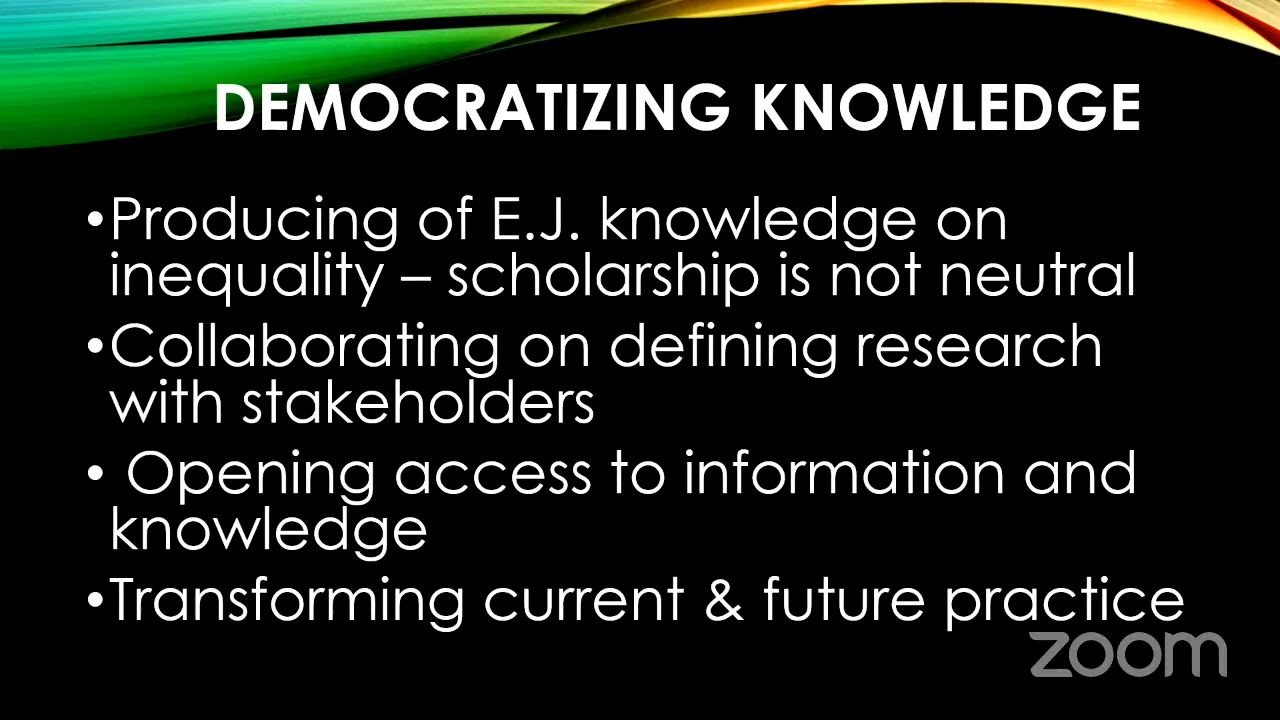 DEMOCRATIZING KNOWLEDGE
•Producing of E.J. knowledge on
inequality – scholarship is not neutral
•Collaborating on defining research
with stakeholders
• Opening access to information and
knowledge
•Transforming current & future practice
zoom